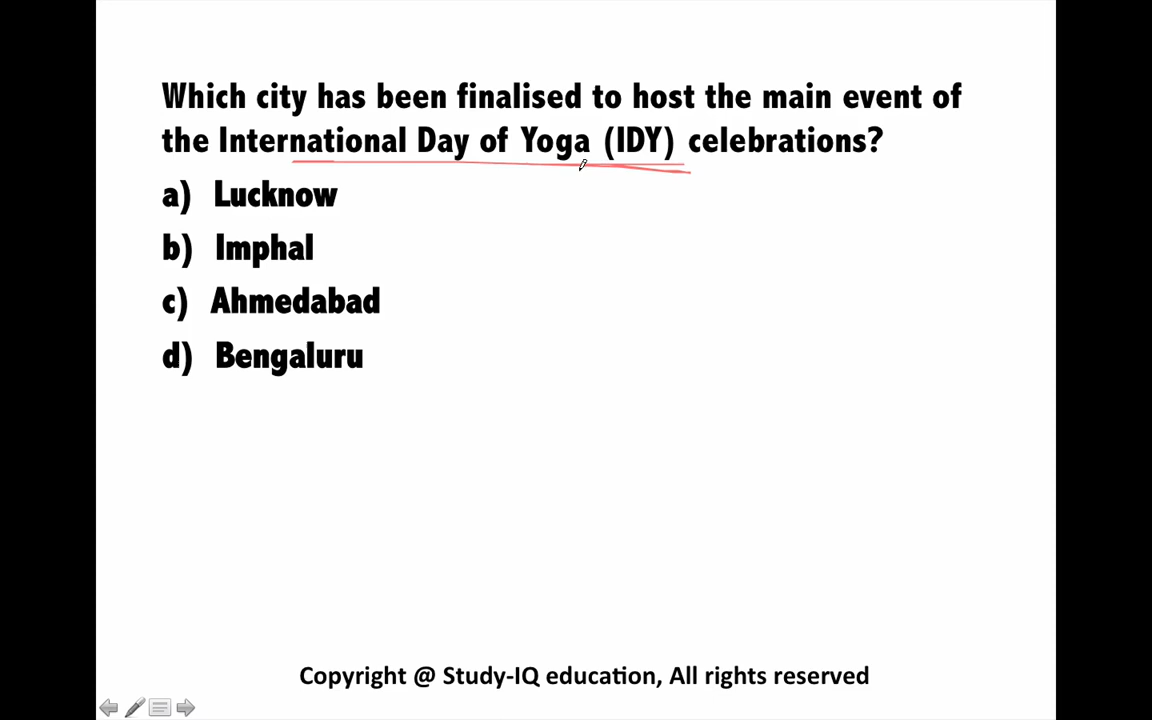 Which city has been finalised to host the main event of
the International Day of Yoga (IDY) celebrations?
a) Lucknow
b) Imphal
c) Ahmedabad
d) Bengaluru
Copyright @ Study-IQ education, All rights reserved